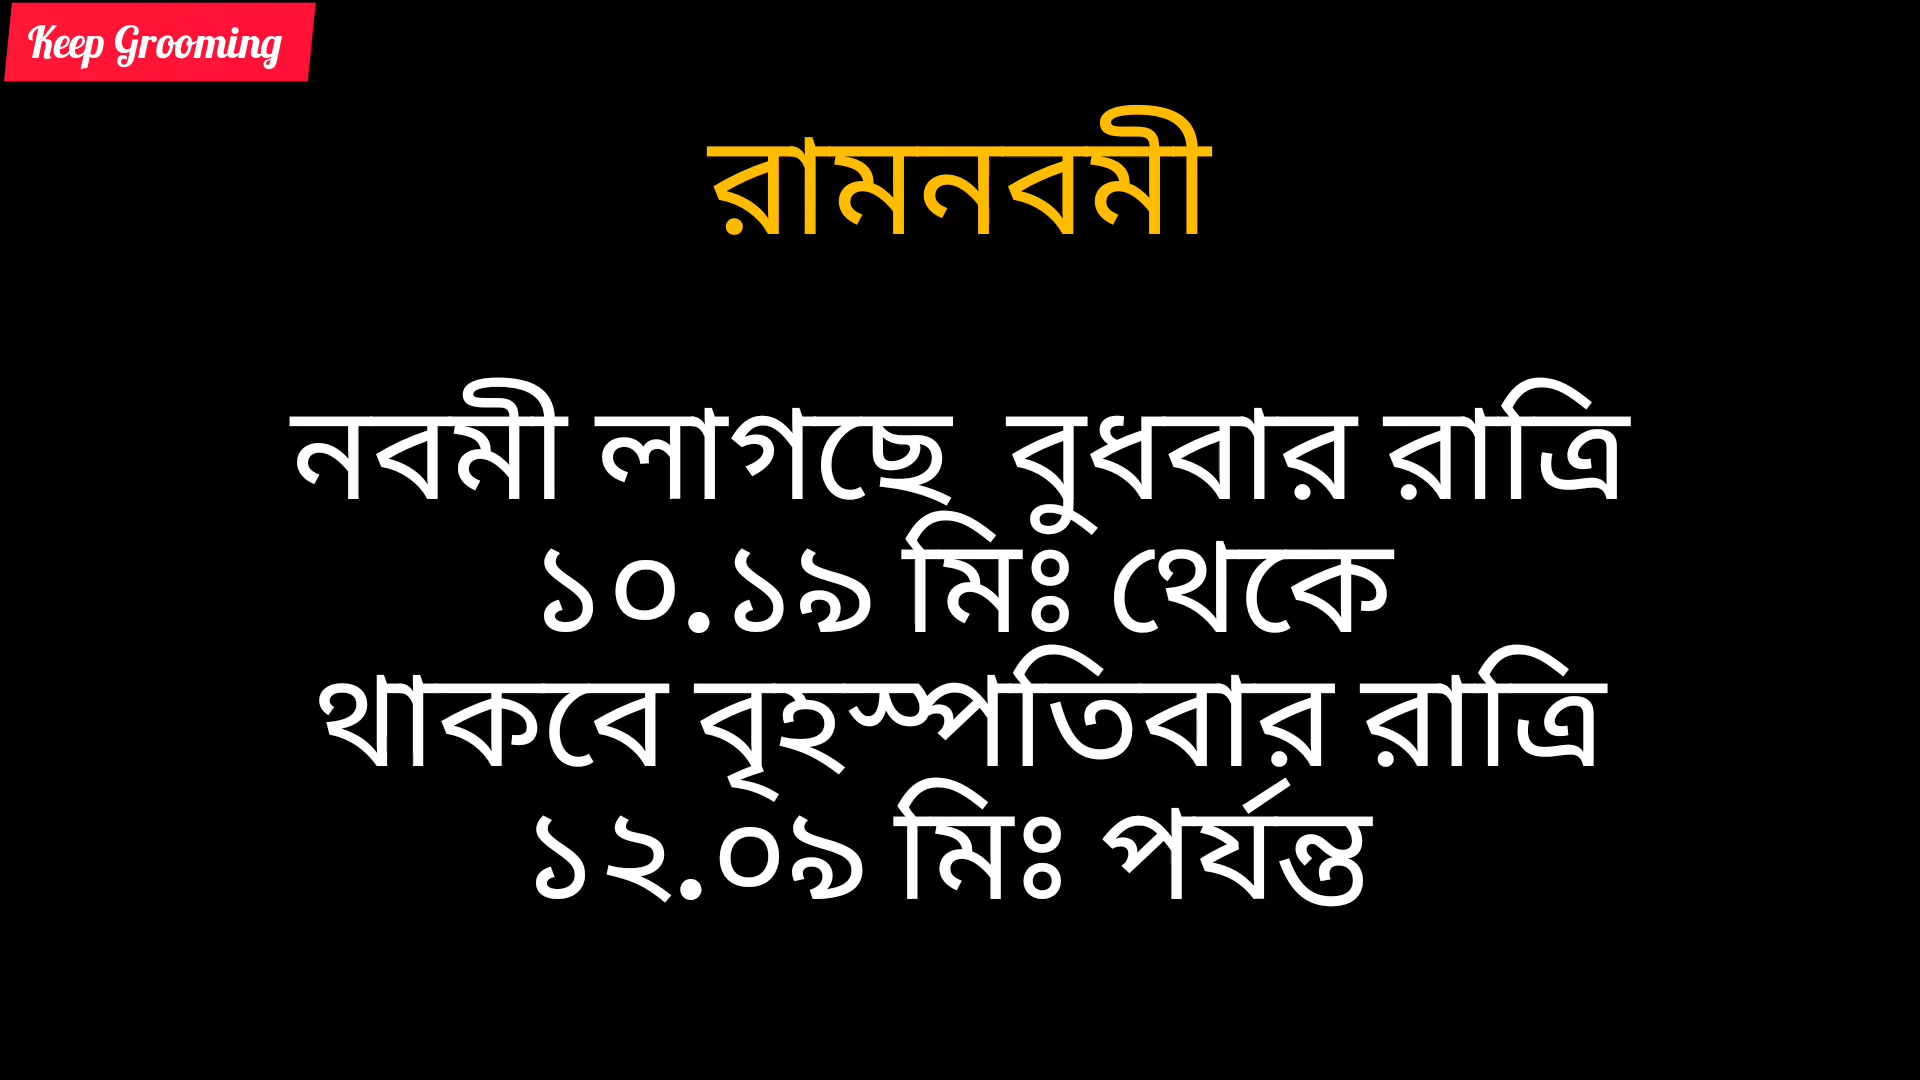 Keep Grooming
রামনবমী
নবমী লাগছে বুধবার রাত্রি
১০.১৯ মিঃ থেকে
থাকবে বৃহস্পতিবার রাত্রি
১২.০৯ মিঃ পর্যন্ত